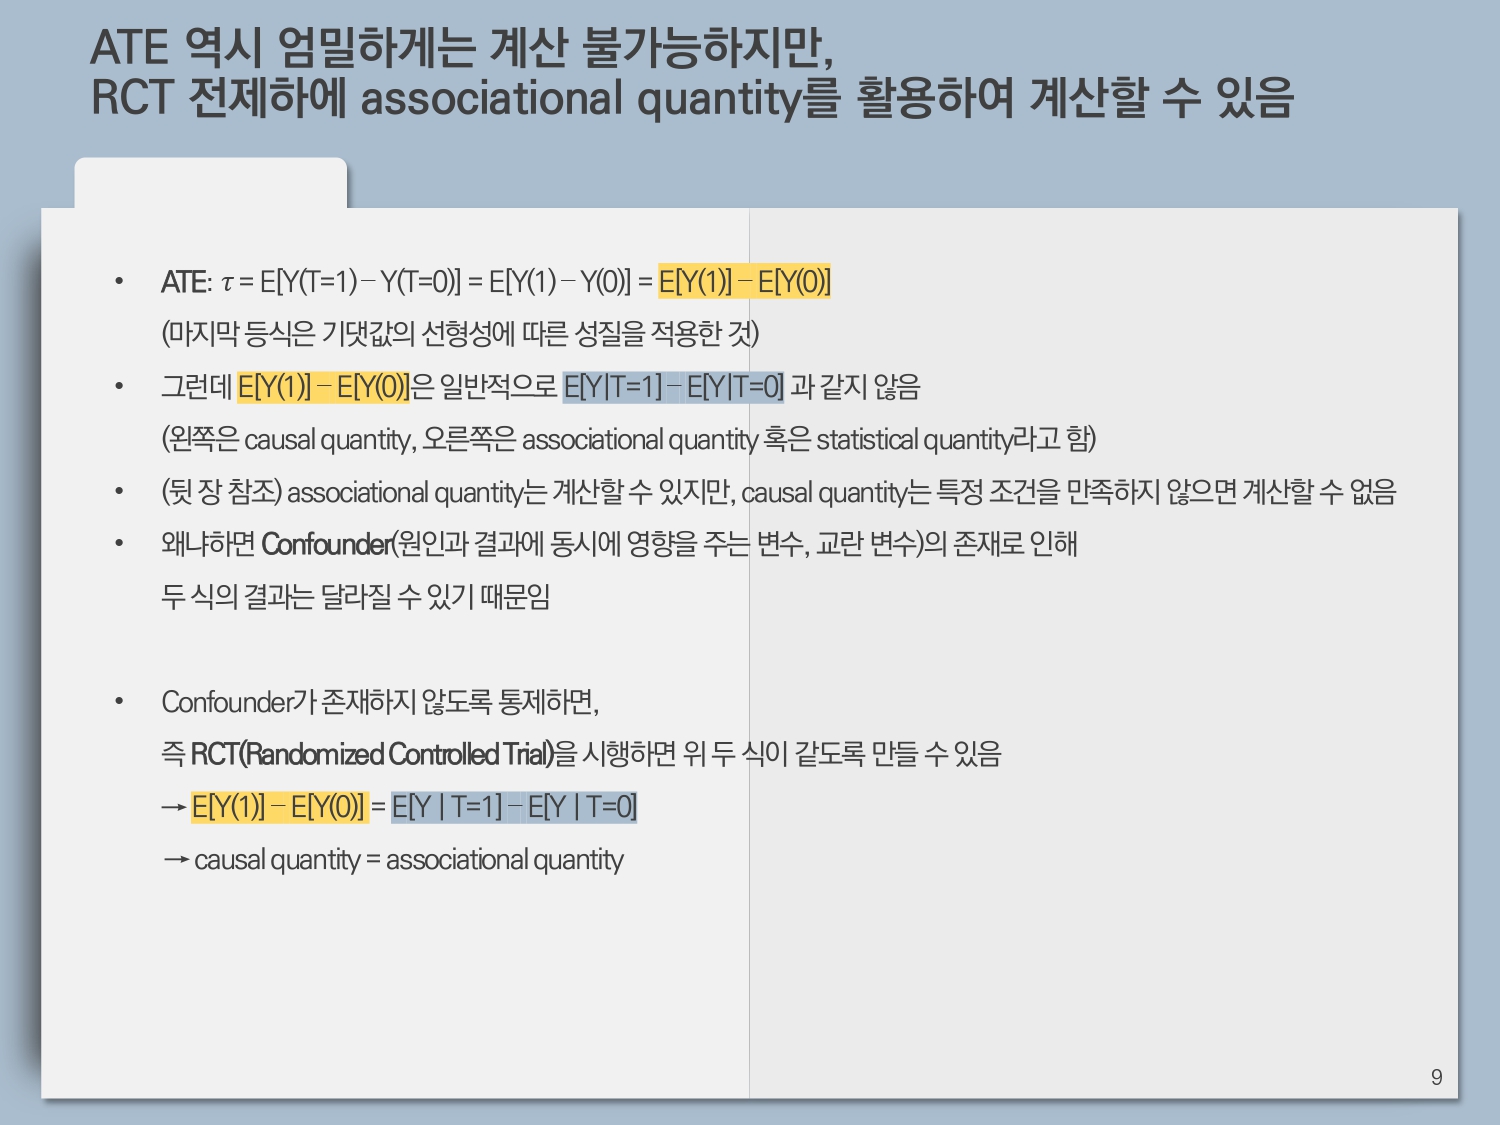 ATE 역시 엄밀하게는 계산 불가능하지만,
RCT 전제하에 associational quantity를 활용하여 계산할 수 있음
• ATE: τ = E[Y(T=1) – Y(T=0)] = E[Y(1) – Y(0)] = E[Y(1)] – E[Y(0)]
(마지막 등식은 기댓값의 선형성에 따른 성질을 적용한 것)
• 그런데 E[Y(1)] – E[Y(0)]은 일반적으로 E[Y|T=1] – E[Y|T=0] 과 같지 않음
(왼쪽은 causal quantity, 오른쪽은 associational quantity 혹은 statistical quantity라고 함)
• (뒷 장 참조) associational quantity는 계산할 수 있지만, causal quantity는 특정 조건을 만족하지 않으면 계산할 수 없음
• 왜냐하면 Confounder(원인과 결과에 동시에 영향을 주는 변수, 교란 변수)의 존재로 인해
두 식의 결과는 달라질 수 있기 때문임
• Confounder가 존재하지 않도록 통제하면,
즉 RCT(Randomized Controlled Trial)을 시행하면 위 두 식이 같도록 만들 수 있음
→ E[Y(1)] – E[Y(0)] = E[Y | T=1] – E[Y | T=0]
→ causal quantity = associational quantity
9